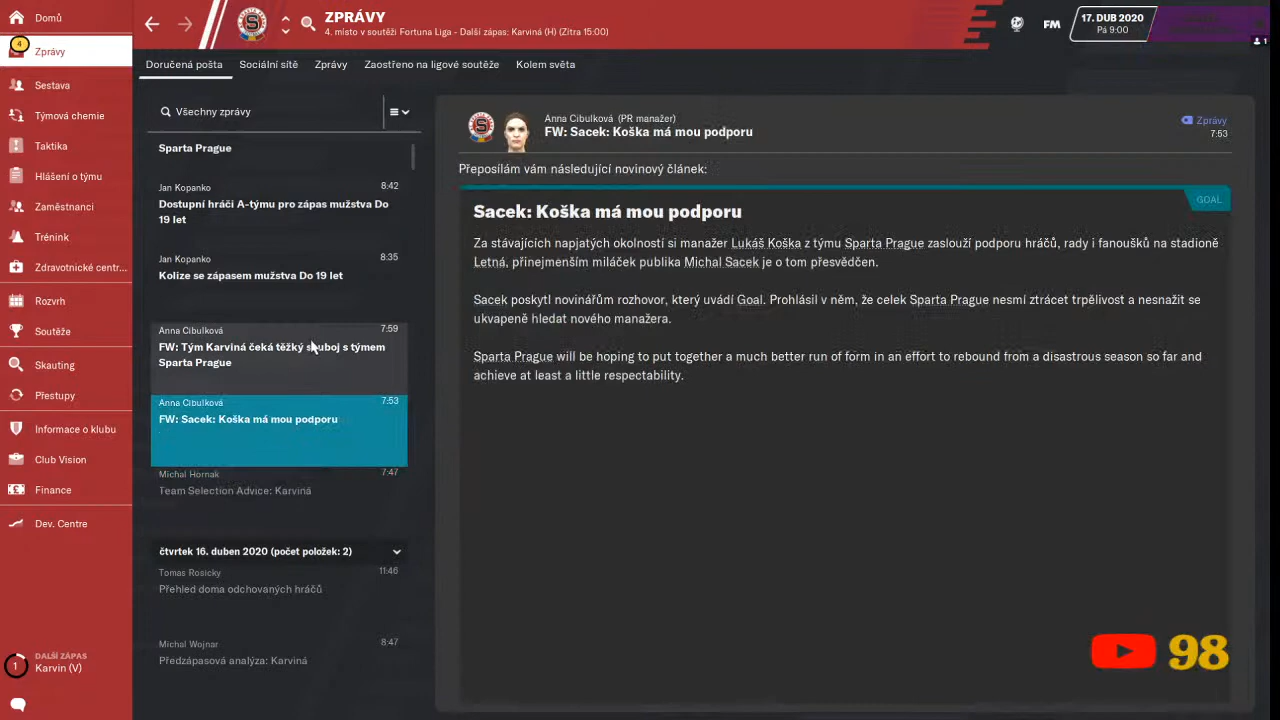 Domů
4
Zprávy
Sestava
Týmová chemie
Taktika
Hlášení o týmu
Zaměstnanci
Trénink
Zdravotnické centr...
Rozvrh
Soutěže
Skauting
Přestupy
Informace o klubu
Club Vision
Finance
Dev. Centre
1
DALŠÍ ZÁPAS
Karvin (V)
ZPRÁVY
4. místo v soutěži Fortuna Liga - Další zápas: Karviná (H) (Zítra 15:00)
FM
17. DUB 2020
Pá 9:00
1
Doručená pošta
Sociální sítě
Zprávy
Zaostřeno na ligové soutěže
Kolem světa
Všechny zprávy
Sparta Prague
Jan Kopanko
8:42
Dostupní hráči A-týmu pro zápas mužstva Do
19 let
Jan Kopanko
8:35
Kolize se zápasem mužstva Do 19 let
Anna Cibulková
7:59
FW: Tým Karviná čeká těžký souboj s týmem
Sparta Prague
Anna Cibulková
7:53
FW: Sacek: Koška má mou podporu
Michal Hornak
7:47
Team Selection Advice: Karviná
čtvrtek 16. duben 2020 (počet položek: 2)
Tomas Rosicky
11:46
Přehled doma odchovaných hráčů
Michal Wojnar
8:47
Předzápasová analýza: Karviná
Anna Cibulková (PR manažer)
FW: Sacek: Koška má mou podporu
Zprávy
7:53
Přeposílám vám následující novinový článek:
GOAL
Sacek: Koška má mou podporu
Za stávajících napjatých okolností si manažer Lukáš Koška z týmu Sparta Prague zaslouží podporu hráčů, rady i fanoušků na stadioně
Letná, přinejmenším miláček publika Michal Sacek je o tom přesvědčen.
Sacek poskytl novinářům rozhovor, který uvádí Goal. Prohlásil v něm, že celek Sparta Prague nesmí ztrácet trpělivost a nesnažit se
ukvapeně hledat nového manažera.
Sparta Prague will be hoping to put together a much better run of form in an effort to rebound from a disastrous season so far and
achieve at least a little respectability.
98